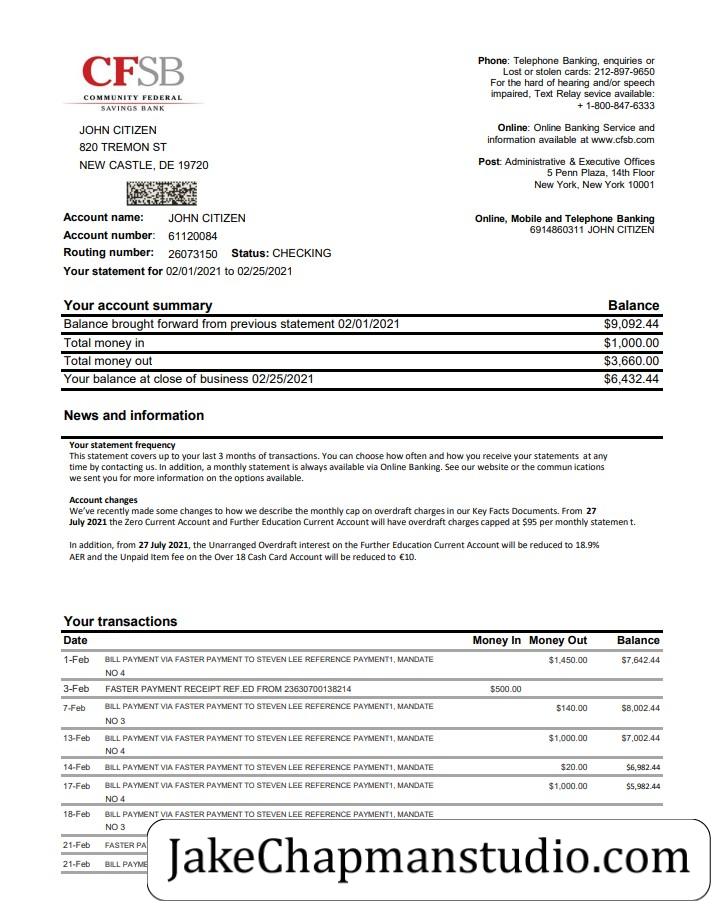 CFSB
COMMUNITY FEDERAL
SAVINGS BANK
JOHN CITIZEN
820 TREMON ST
NEW CASTLE, DE 19720
Phone: Telephone Banking, enquiries or
Lost or stolen cards: 212-897-9650
For the hard of hearing and/or speech
impaired, Text Relay sevice available:
+ 1-800-847-6333
Online: Online Banking Service and
information available at www.cfsb.com
Post: Administrative & Executive Offices
5 Penn Plaza, 14th Floor
New York, New York 10001
Online, Mobile and Telephone Banking
6914860311 JOHN CITIZEN
Account name: JOHN CITIZEN
Account number: 61120084
Routing number: 26073150 Status: CHECKING
Your statement for 02/01/2021 to 02/25/2021
Your account summary Balance
Balance brought forward from previous statement 02/01/2021 $9,092.44
Total money in $1,000.00
Total money out $3,660.00
Your balance at close of business 02/25/2021 $6,432.44
News and information
Your statement frequency
This statement covers up to your last 3 months of transactions. You can choose how often and how you receive your statements at any
time by contacting us. In addition, a monthly statement is always available via Online Banking. See our website or the commun ications
we sent you for more information on the options available.
Account changes
We've recently made some changes to how we describe the monthly cap on overdraft charges in our Key Facts Documents. From 27
July 2021 the Zero Current Account and Further Education Current Account will have overdraft charges capped at $95 per monthly statemen t.
In addition, from 27 July 2021, the Unarranged Overdraft interest on the Further Education Current Account will be reduced to 18.9%
AER and the Unpaid Item fee on the Over 18 Cash Card Account will be reduced to €10.
Your transactions
Date Money In Money Out Balance
1-Feb BILL PAYMENT VIA FASTER PAYMENT TO STEVEN LEE REFERENCE PAYMENT1, MANDATE $1,450.00 $7,642.44
NO 4
3-Feb FASTER PAYMENT RECEIPT REF.ED FROM 23630700138214 $500.00
7-Feb BILL PAYMENT VIA FASTER PAYMENT TO STEVEN LEE REFERENCE PAYMENT1, MANDATE $140.00 $8,002.44
NO 3
13-Feb BILL PAYMENT VIA FASTER PAYMENT TO STEVEN LEE REFERENCE PAYMENT1, MANDATE $1,000.00 $7,002.44
NO 4
14-Feb BILL PAYMENT VIA FASTER PAYMENT TO STEVEN LEE REFERENCE PAYMENT1, MANDATE $20.00 $6,982.44
17-Feb BILL PAYMENT VIA FASTER PAYMENT TO STEVEN LEE REFERENCE PAYMENT1, MANDATE $1,000.00 $5,982.44
NO 4
18-Feb BILL PAYMENT VIA FASTER PAYMENT TO STEVEN LEE REFERENCE PAYMENT1, MANDATE
NO 3
21-Feb FASTER PA
21-Feb BILL PAYME
JakeChapmanstudio.com